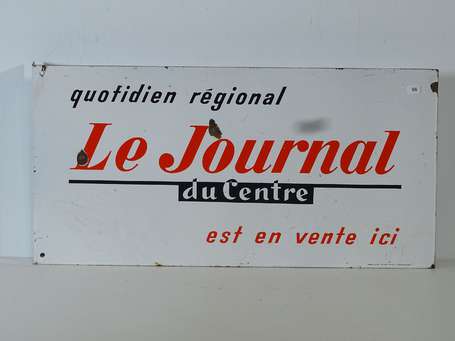 quotidien régional
Le Journal
du Centre
est en vente ici